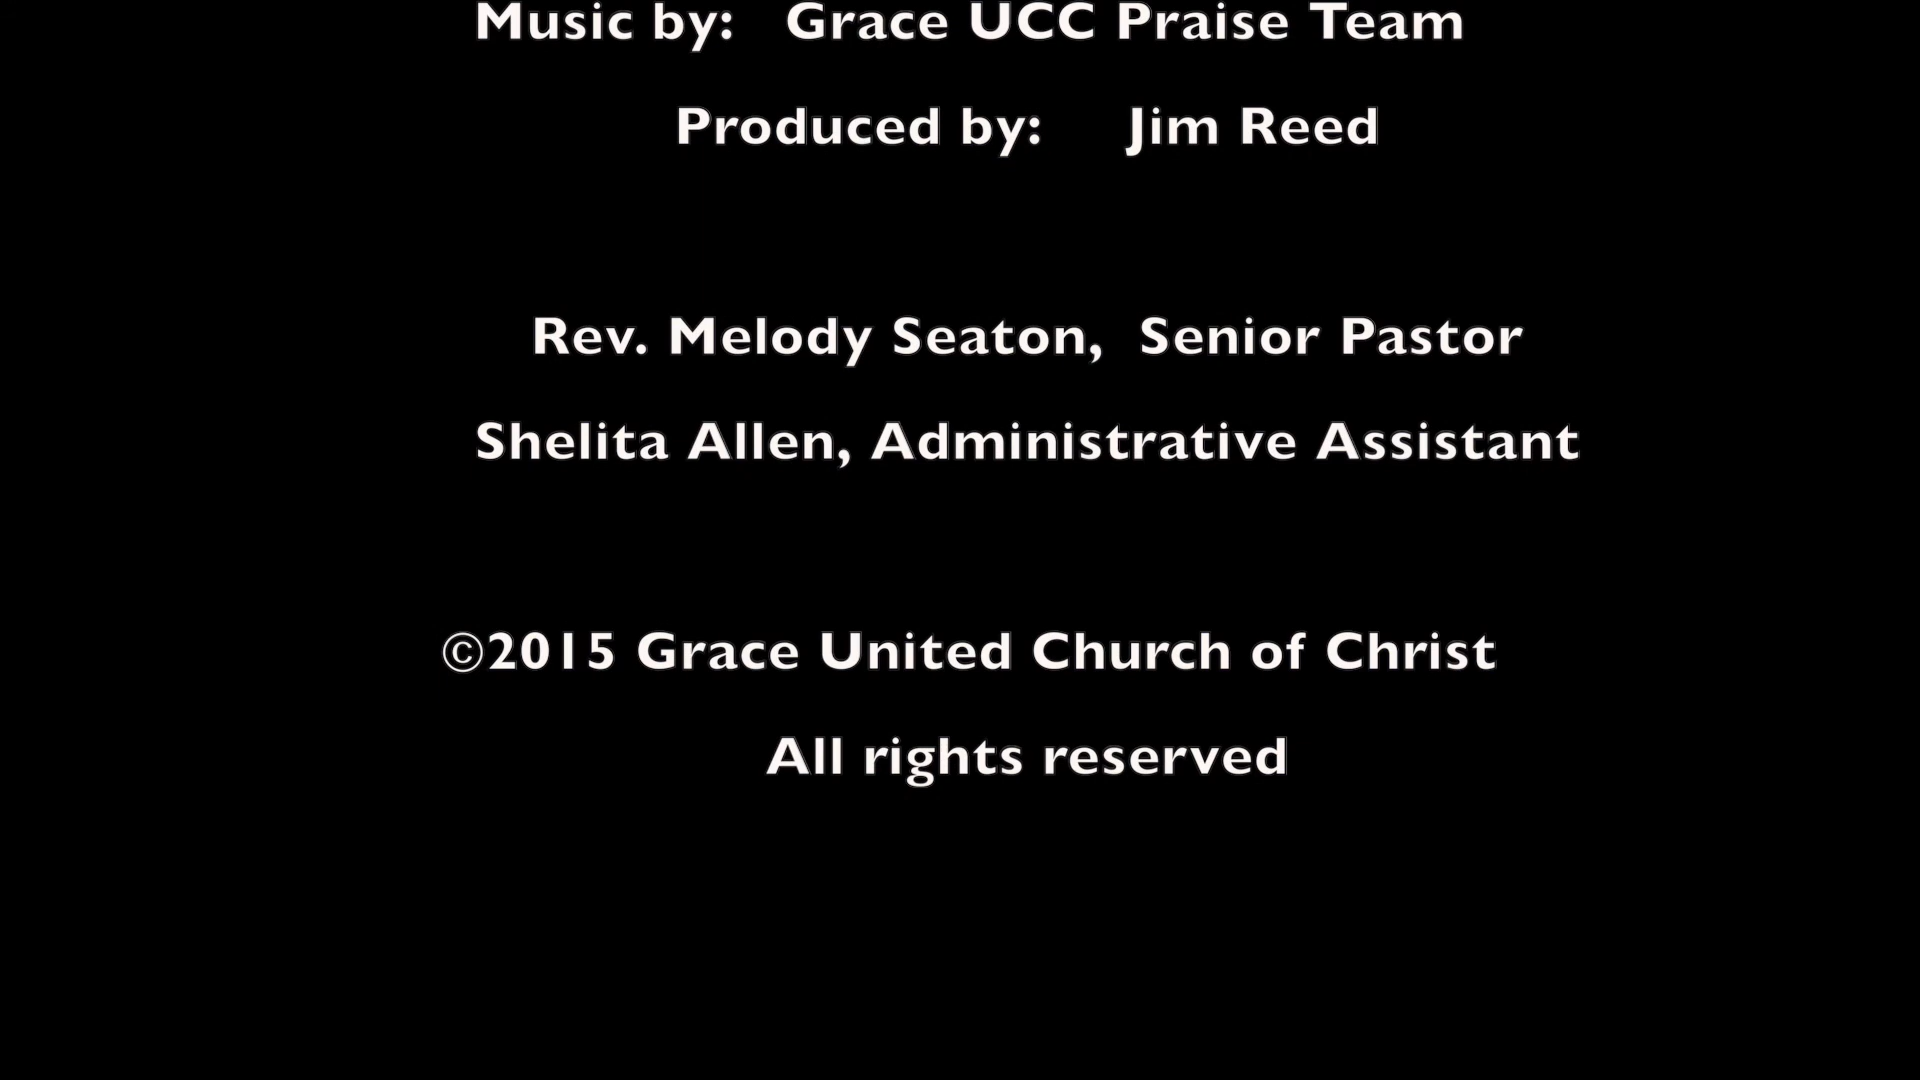 Music by: Grace UCC Praise Team
Produced by: Jim Reed
Rev. Melody Seaton, Senior Pastor
Shelita Allen, Administrative Assistant
©2015 Grace United Church of Christ
All rights reserved